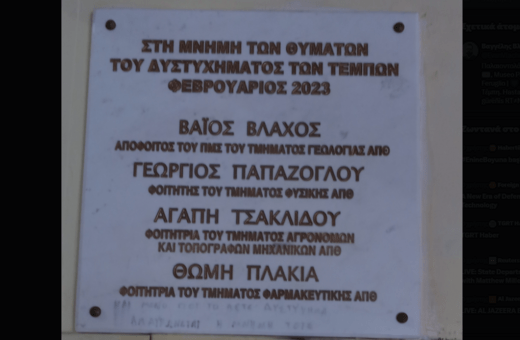 ΣΤΗ ΜΝΗΜΗ ΤΩΝ ΘΥΜΑΤΩΝ
ΤΟΥ ΔΥΣΤΥΧΗΜΑΤΟΣ ΤΩΝ ΤΕΜΠΩΝ
ΦΕΒΡΟΥΑΡΙΟΣ 2023
ΒΑΪΟΣ ΒΛΑΧΟΣ
ΑΠΟΦΟΙΤΟΣ ΤΟΥ ΠΜΣ ΤΟΥ ΤΜΗΜΑΤΟΣ ΓΕΩΛΟΓΙΑΣ ΑΠΘ
ΓΕΩΡΓΙΟΣ ΠΑΠΑΖΟΓΛΟΥ
ΦΟΙΤΗΤΗΣ ΤΟΥ ΤΜΗΜΑΤΟΣ ΦΥΣΙΚΗΣ ΑΠΘ
ΑΓΑΠΗ ΤΣΑΚΛΙΔΟΥ
ΦΟΙΤΗΤΡΙΑ ΤΟΥ ΤΜΗΜΑΤΟΣ ΑΓΡΟΝΟΜΩΝ
ΚΑΙ ΤΟΠΟΓΡΑΦΩΝ ΜΗΧΑΝΙΚΩΝ ΑΠΘ
ΘΩΜΗ ΠΛΑΚΙΑ
ΦΟΙΤΗΤΡΙΑ ΤΟΥ ΤΜΗΜΑΤΟΣ ΦΑΡΜΑΚΕΥΤΙΚΗΣ ΑΠΘ